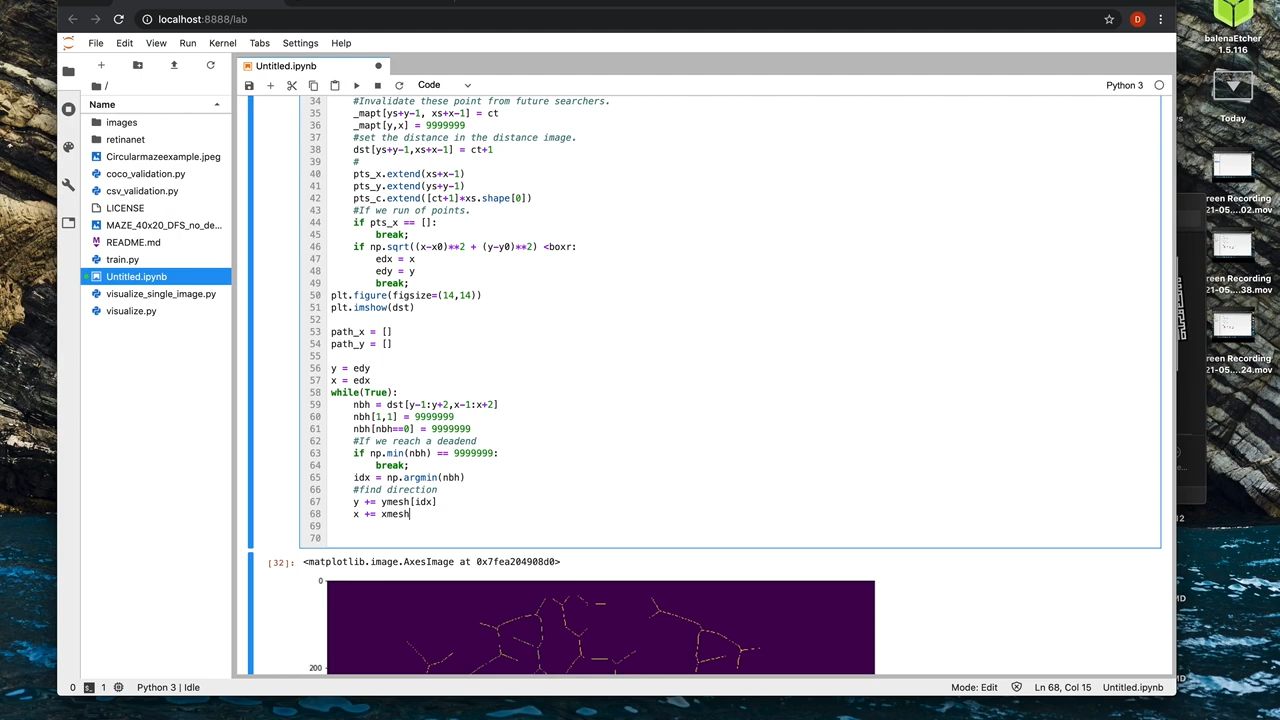 localhost:8888/lab
D
File Edit View Run Kernel Tabs Settings Help
Untitled.ipynb
Code
Python 3
/
Name
images
retinanet
Circularmazeexample.jpeg
coco_validation.py
csv_validation.py
LICENSE
MAZE_40x20_DFS_no_de...
README.md
train.py
Untitled.ipynb
visualize_single_image.py
visualize.py
34 #Invalidate these point from future searchers.
35 _mapt[ys+y-1, xs+x-1] = ct
36 _mapt[y,x] = 9999999
37 #set the distance in the distance image.
38 dst[ys+y-1,xs+x-1] = ct+1
39 #
40 pts_x.extend(xs+x-1)
41 pts_y.extend(ys+y-1)
42 pts_c.extend([ct+1]*xs.shape[0])
43 #If we run of points.
44 if pts_x == []:
45 break;
46 if np.sqrt((x-x0)**2 + (y-y0)**2) <boxr:
47 edx = x
48 edy = y
49 break;
50 plt.figure(figsize=(14,14))
51 plt.imshow(dst)
52
53 path_x = []
54 path_y = []
55
56 y = edy
57 x = edx
58 while(True):
59 nbh = dst[y-1:y+2,x-1:x+2]
60 nbh[1,1] = 9999999
61 nbh[nbh==0] = 9999999
62 #If we reach a deadend
63 if np.min(nbh) == 9999999:
64 break;
65 idx = np.argmin(nbh)
66 #find direction
67 y += ymesh[idx]
68 x += xmesh
69
70
[32]: <matplotlib.image.AxesImage at 0x7fea204908d0>
0
200
0 1 Python 3 | Idle
Mode: Edit Ln 68, Col 15 Untitled.ipynb
balenaEtcher
1.5.116
Today
reen Recording
21-05....02.mov
reen Recording
21-05....38.mov
reen Recording
21-05....24.mov